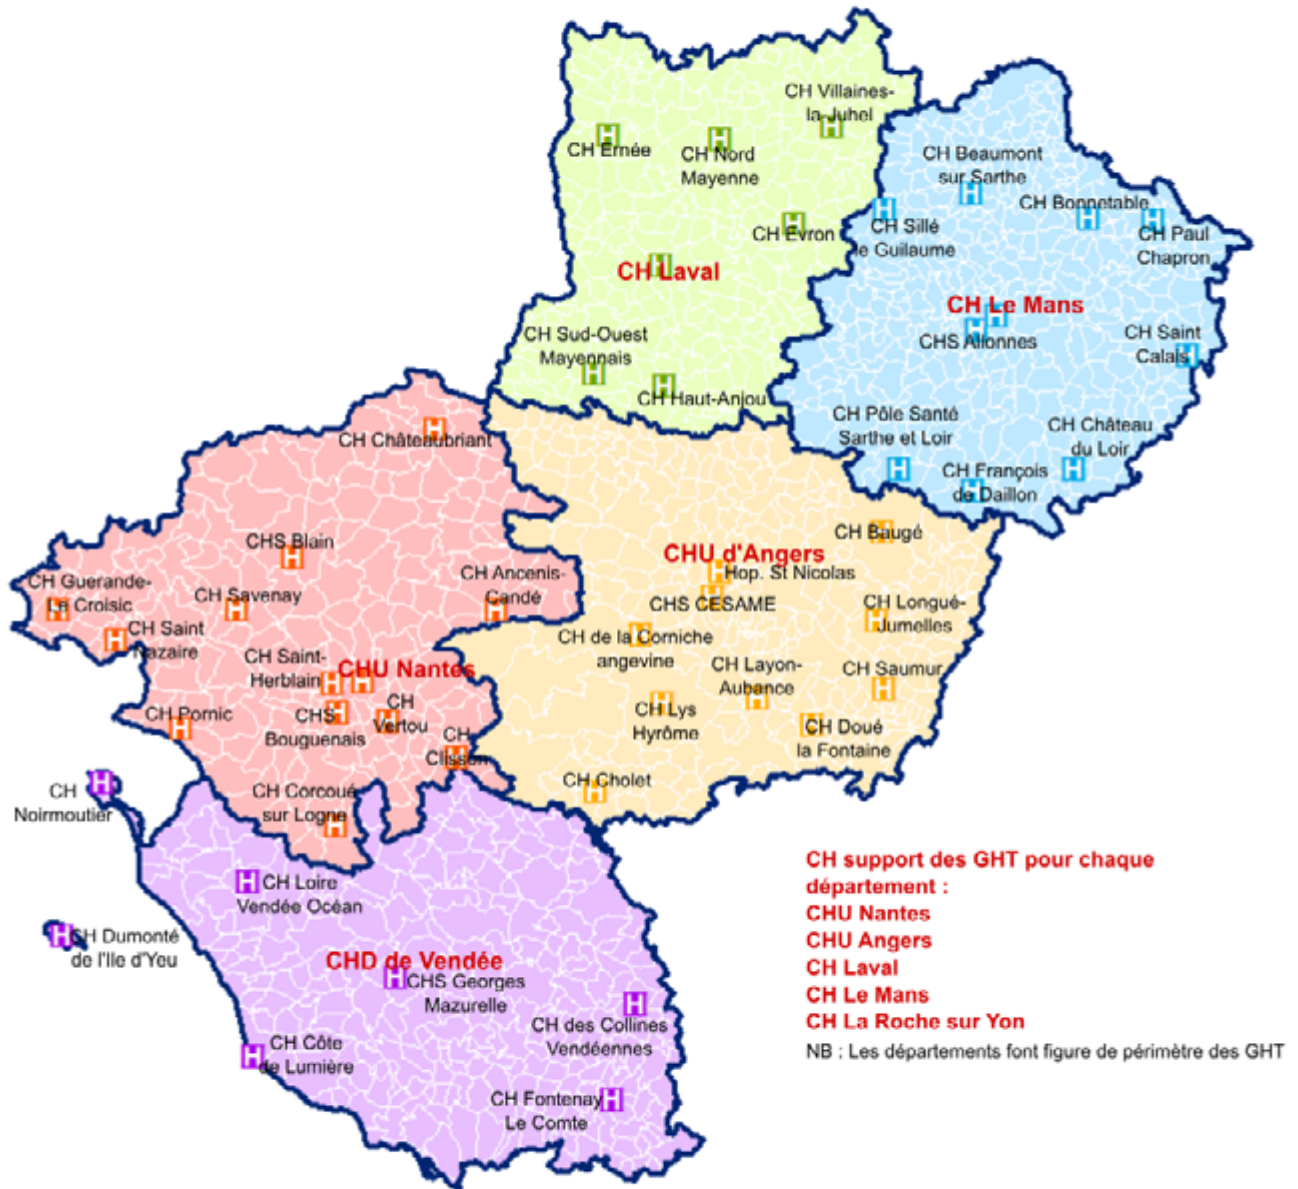 CH Villaines-
la-Juhel
CH Ernée
CH Nord
Mayenne
CH Evron
CH Laval
CH Sud-Ouest
Mayennais
CH Haut-Anjou
CH Beaumont
sur Sarthe
CH Bonnetable
CH Sillé
le Guilaume
CH Paul
Chapron
CH Le Mans
CHS Allonnes
CH Saint
Calais
CH Pôle Santé
Sarthe et Loir
CH Château
du Loir
CH François
de Daillon
CH Châteaubriant
CHS Blain
CH Guerande-
Le Croisic
CH Savenay
CH Ancenis-
Candé
CH Saint
Nazaire
CH Saint-
Herblain
CHU Nantes
CH Pornic
CHS
Bouguenais
CH
Vertou
CH
Clisson
CH Corcoué
sur Logne
CHU d'Angers
CH Baugé
Hop. St Nicolas
CHS CESAME
CH Longué-
Jumelles
CH de la Corniche
angevine
CH Layon-
Aubance
CH Saumur
CH Lys
Hyrôme
CH Doué
la Fontaine
CH Cholet
CH
Noirmoutier
CH Loire
Vendée Océan
CH Dumonté
de l'Ile d'Yeu
CHD de Vendée
CHS Georges
Mazurelle
CH des Collines
Vendéennes
CH Côte
de Lumière
CH Fontenay
Le Comte
CH support des GHT pour chaque
département :
CHU Nantes
CHU Angers
CH Laval
CH Le Mans
CH La Roche sur Yon
NB : Les départements font figure de périmètre des GHT